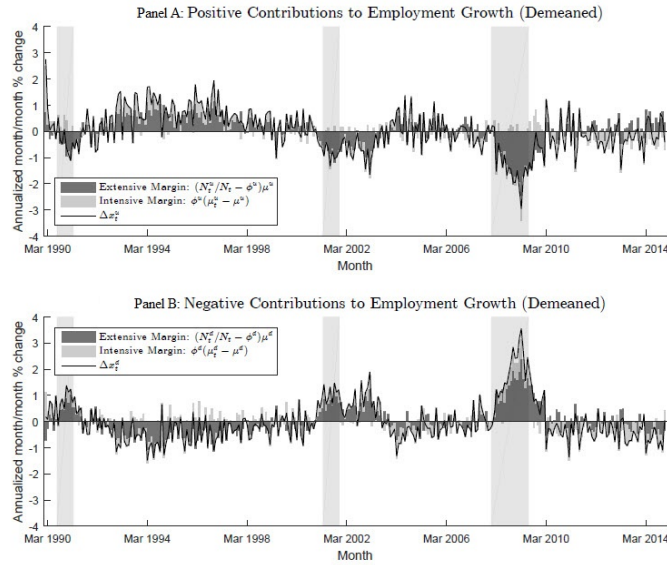 Panel A: Positive Contributions to Employment Growth (Demeaned)
Annualized month/month % change
4
3
2
1
0
-1
-2
-3
-4
Extensive Margin: (N_t^u/N_t − ϕ^u)μ^u
Intensive Margin: ϕ^u(μ_t^u − μ^u)
Δx_t^u
Mar 1990 Mar 1994 Mar 1998 Mar 2002 Mar 2006 Mar 2010 Mar 2014
Month
Panel B: Negative Contributions to Employment Growth (Demeaned)
Annualized month/month % change
4
3
2
1
0
-1
-2
-3
-4
Extensive Margin: (N_t^d/N_t − ϕ^d)μ^d
Intensive Margin: ϕ^d(μ_t^d − μ^d)
Δx_t^d
Mar 1990 Mar 1994 Mar 1998 Mar 2002 Mar 2006 Mar 2010 Mar 2014
Month